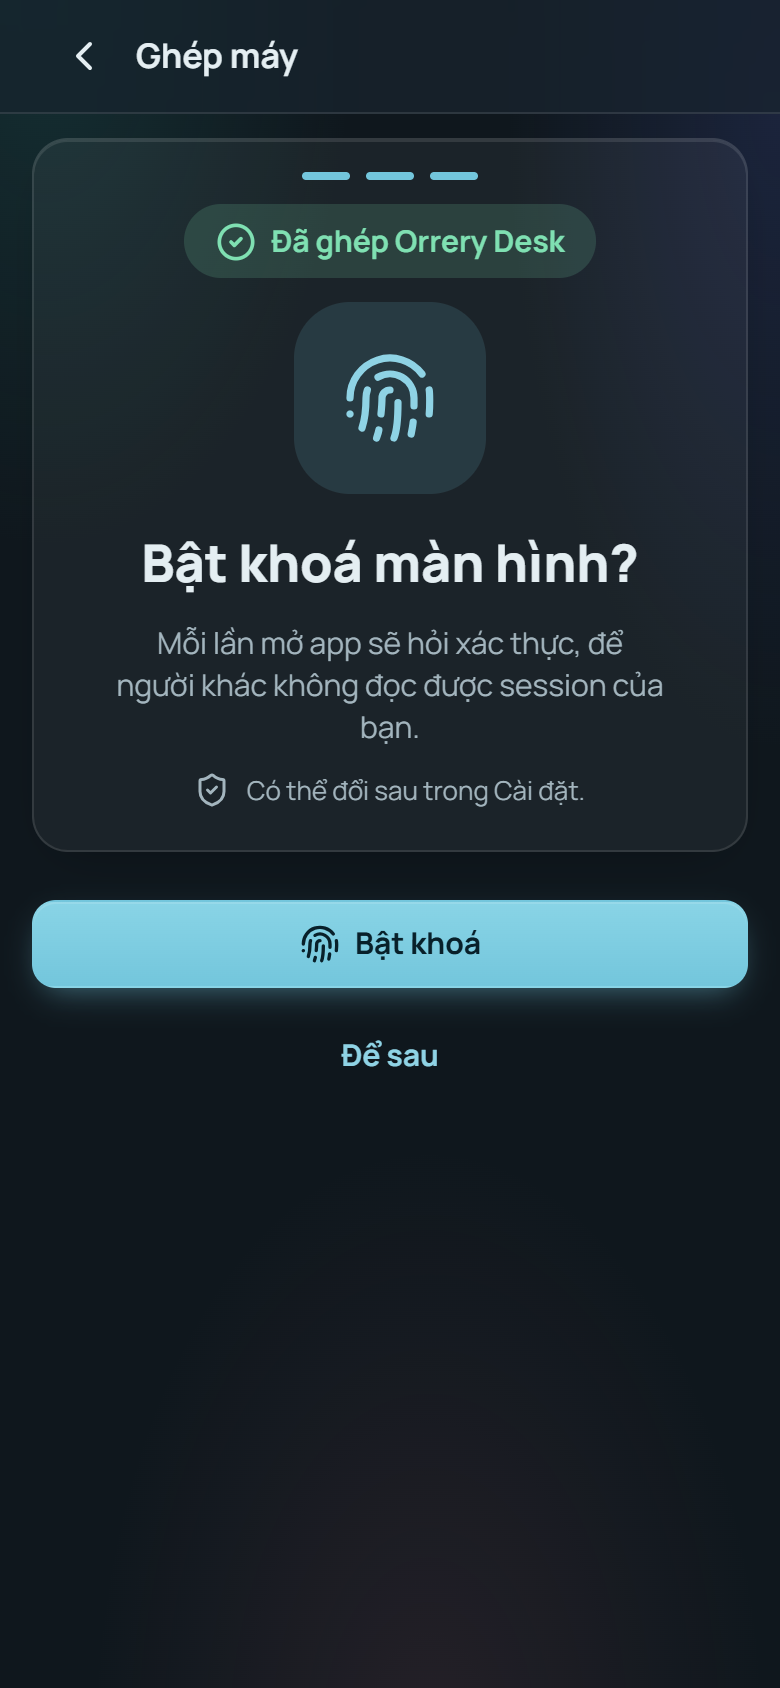 Ghép máy
Đã ghép Orrery Desk
Bật khoá màn hình?
Mỗi lần mở app sẽ hỏi xác thực, để
người khác không đọc được session của
bạn.
Có thể đổi sau trong Cài đặt.
Bật khoá
Để sau